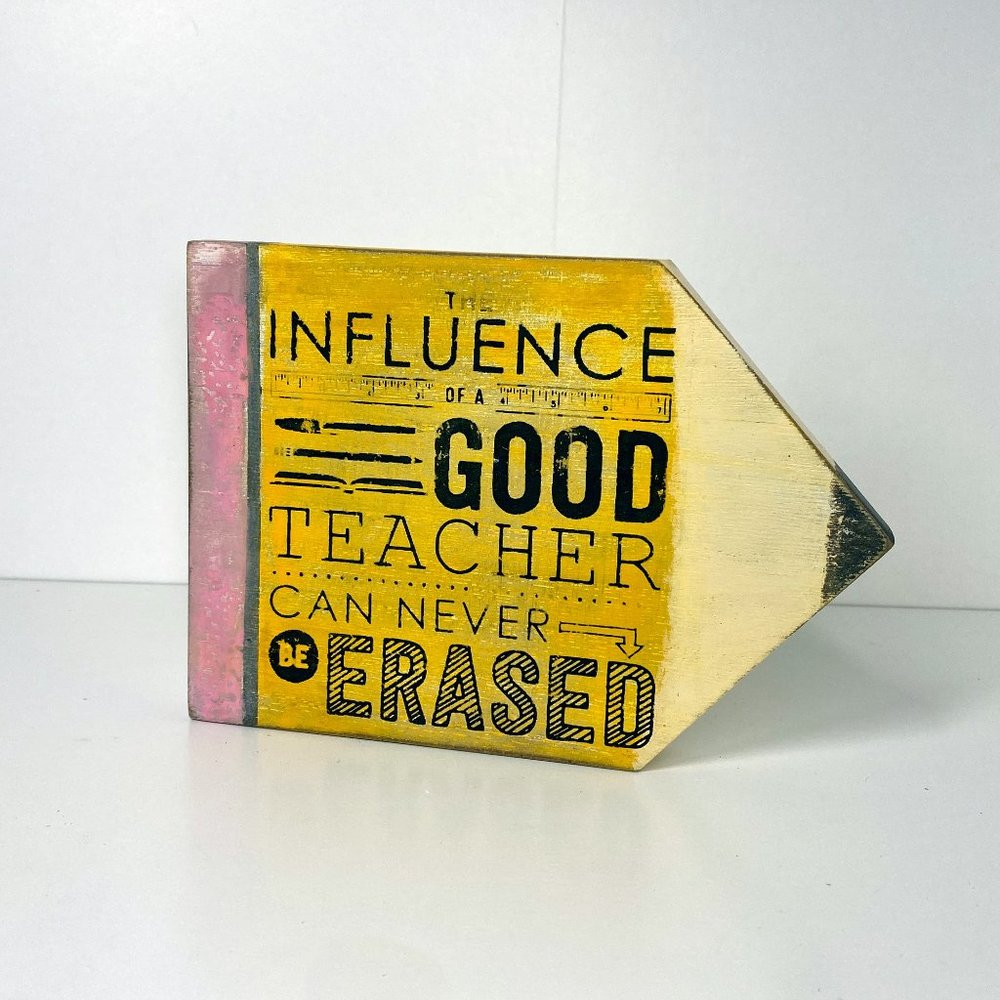 THE
INFLUENCE
OF A
GOOD
TEACHER
CAN NEVER
BE ERASED